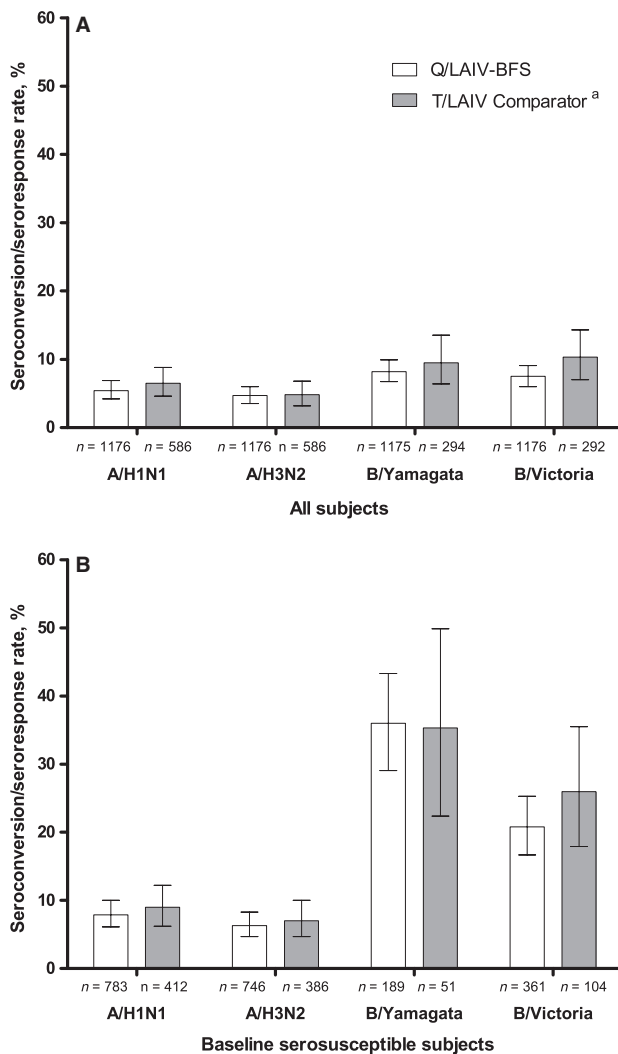 A
Seroconversion/seroresponse rate, %
60
50
40
30
20
10
0
Q/LAIV-BFS
T/LAIV Comparator a
n = 1176 n = 586 n = 1176 n = 586 n = 1175 n = 294 n = 1176 n = 292
A/H1N1 A/H3N2 B/Yamagata B/Victoria
All subjects
B
Seroconversion/seroresponse rate, %
60
50
40
30
20
10
0
n = 783 n = 412 n = 746 n = 386 n = 189 n = 51 n = 361 n = 104
A/H1N1 A/H3N2 B/Yamagata B/Victoria
Baseline serosusceptible subjects